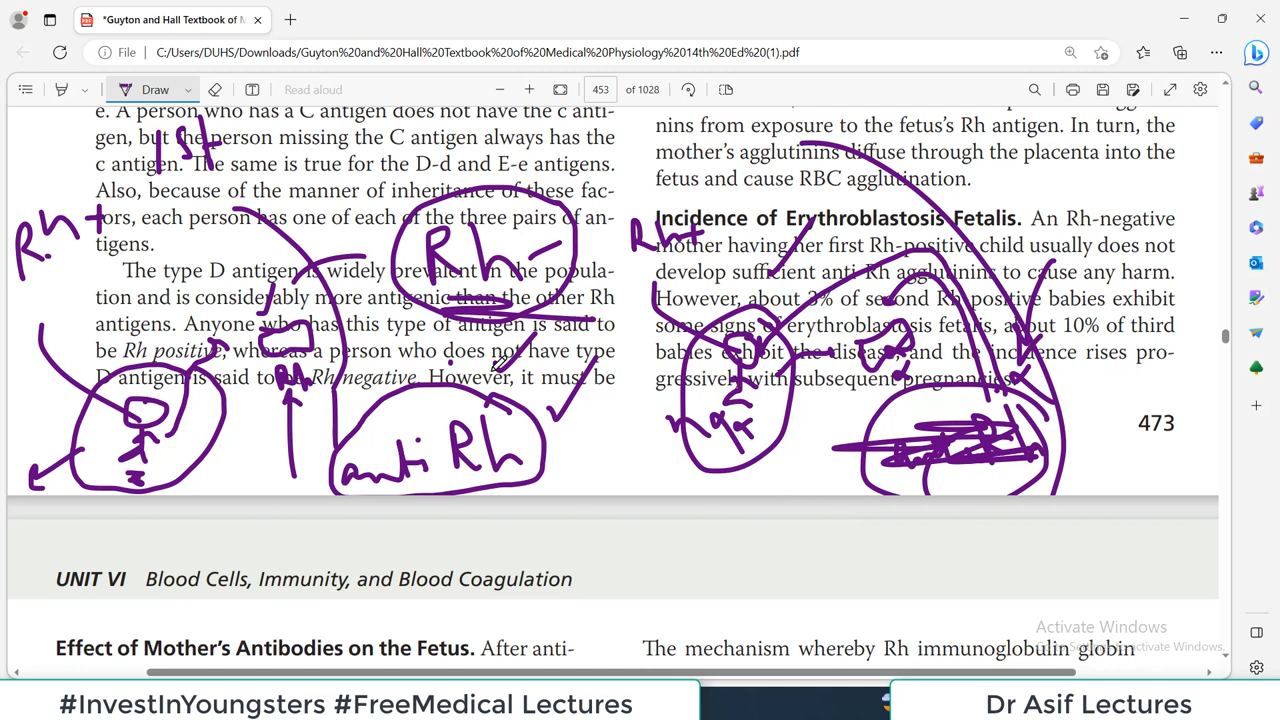 *Guyton and Hall Textbook of M
File
C:/Users/DUHS/Downloads/Guyton%20and%20Hall%20Textbook%20of%20Medical%20Physiology%2014th%20Ed%20(1).pdf
Draw
Read aloud
453 of 1028
e. A person who has a C antigen does not have the c anti-
gen, but the person missing the C antigen always has the
c antigen. The same is true for the D-d and E-e antigens.
Also, because of the manner of inheritance of these fac-
tors, each person has one of each of the three pairs of an-
tigens.
The type D antigen is widely prevalent in the popula-
tion and is considerably more antigenic than the other Rh
antigens. Anyone who has this type of antigen is said to
be Rh positive, whereas a person who does not have type
D antigen is said to be Rh negative. However, it must be
1st
Rh+
Rh-
Rh
anti Rh
nins from exposure to the fetus's Rh antigen. In turn, the
mother's agglutinins diffuse through the placenta into the
fetus and cause RBC agglutination.
Incidence of Erythroblastosis Fetalis. An Rh-negative
mother having her first Rh-positive child usually does not
develop sufficient anti-Rh agglutinins to cause any harm.
However, about 3% of second Rh-positive babies exhibit
some signs of erythroblastosis fetalis, about 10% of third
babies exhibit the disease, and the incidence rises pro-
gressively with subsequent pregnancies.
Rh+
473
UNIT VI Blood Cells, Immunity, and Blood Coagulation
Effect of Mother's Antibodies on the Fetus. After anti-
The mechanism whereby Rh immunoglobulin globin
Activate Windows
Go to Settings to activate Windows.
#InvestInYoungsters #FreeMedical Lectures
Dr Asif Lectures